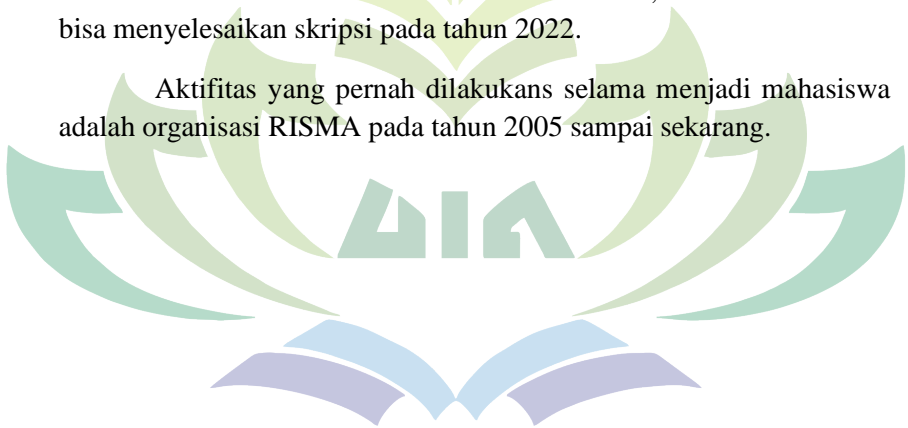 bisa menyelesaikan skripsi pada tahun 2022.
Aktifitas yang pernah dilakukans selama menjadi mahasiswa
adalah organisasi RISMA pada tahun 2005 sampai sekarang.
UIN